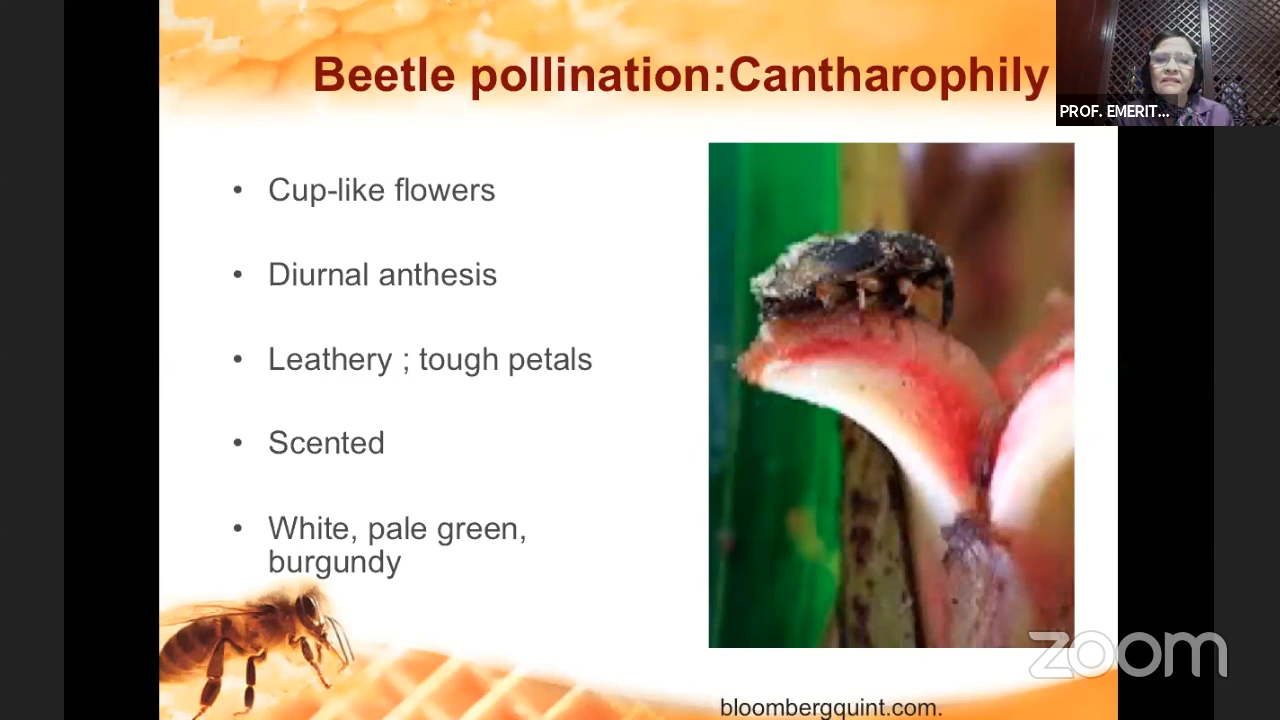 Beetle pollination:Cantharophily
PROF. EMERIT...
• Cup-like flowers
• Diurnal anthesis
• Leathery ; tough petals
• Scented
• White, pale green,
burgundy
zoom
bloombergquint.com.